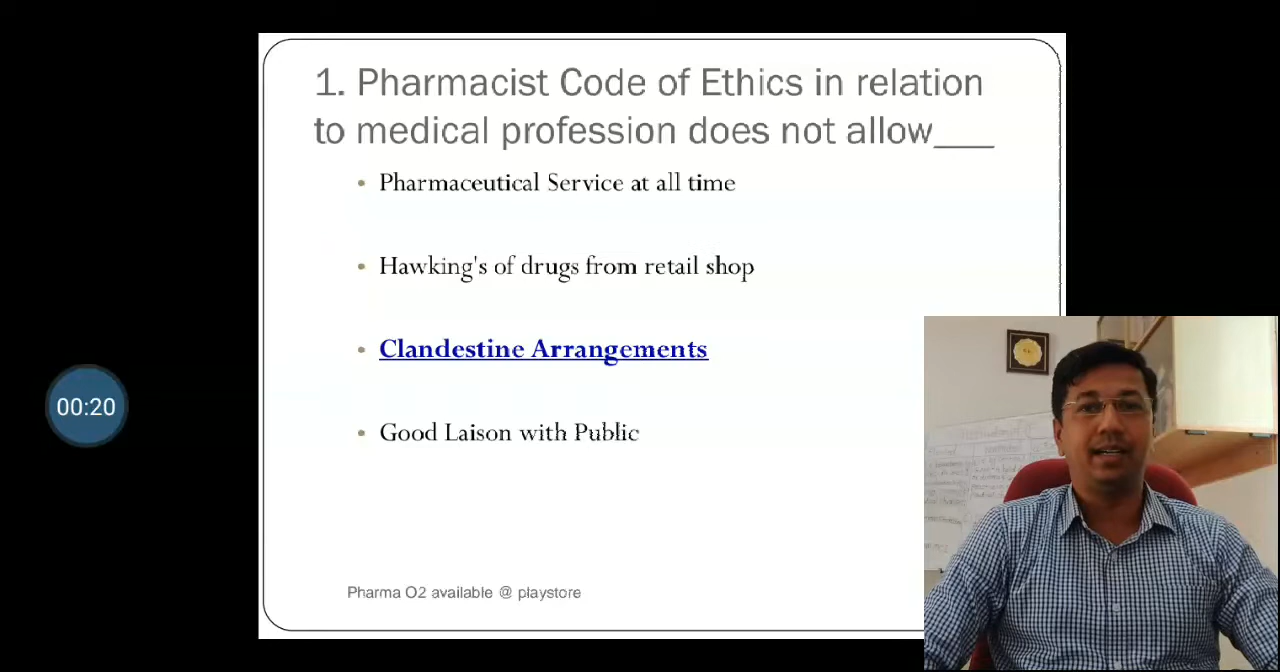 1. Pharmacist Code of Ethics in relation
to medical profession does not allow___
• Pharmaceutical Service at all time
• Hawking's of drugs from retail shop
• Clandestine Arrangements
• Good Laison with Public
00:20
Pharma O2 available @ playstore